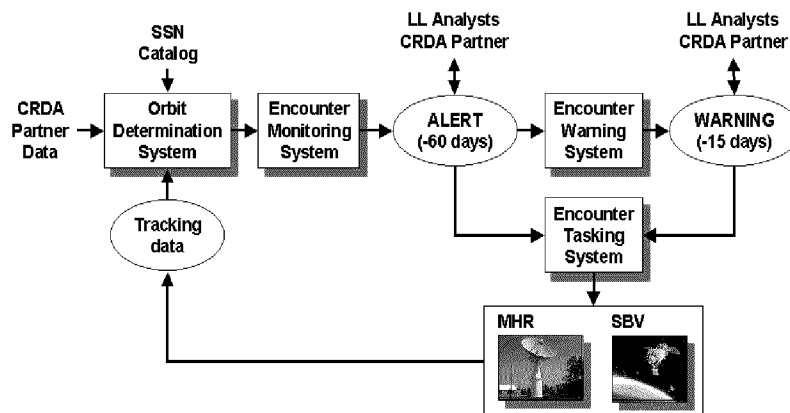 SSN
Catalog
LL Analysts
CRDA Partner
LL Analysts
CRDA Partner
CRDA
Partner
Data
Orbit
Determination
System
Encounter
Monitoring
System
ALERT
(-60 days)
Encounter
Warning
System
WARNING
(-15 days)
Tracking
data
Encounter
Tasking
System
MHR
SBV